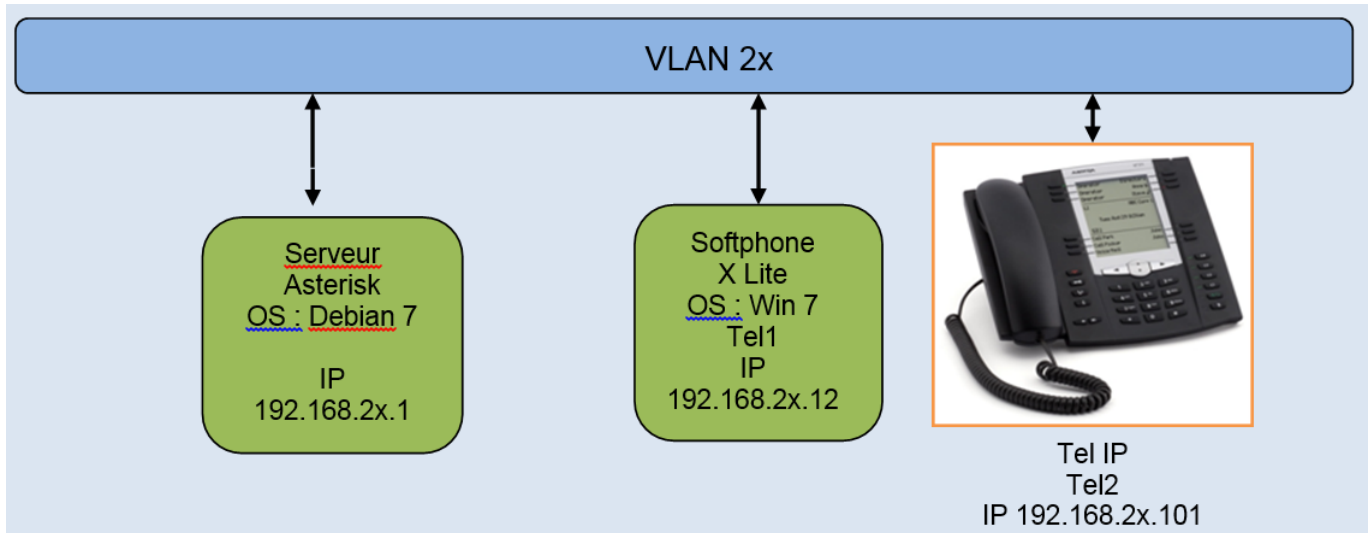 VLAN 2x
Serveur
Asterisk
OS : Debian 7
IP
192.168.2x.1
Softphone
X Lite
OS : Win 7
Tel1
IP
192.168.2x.12
Tel IP
Tel2
IP 192.168.2x.101